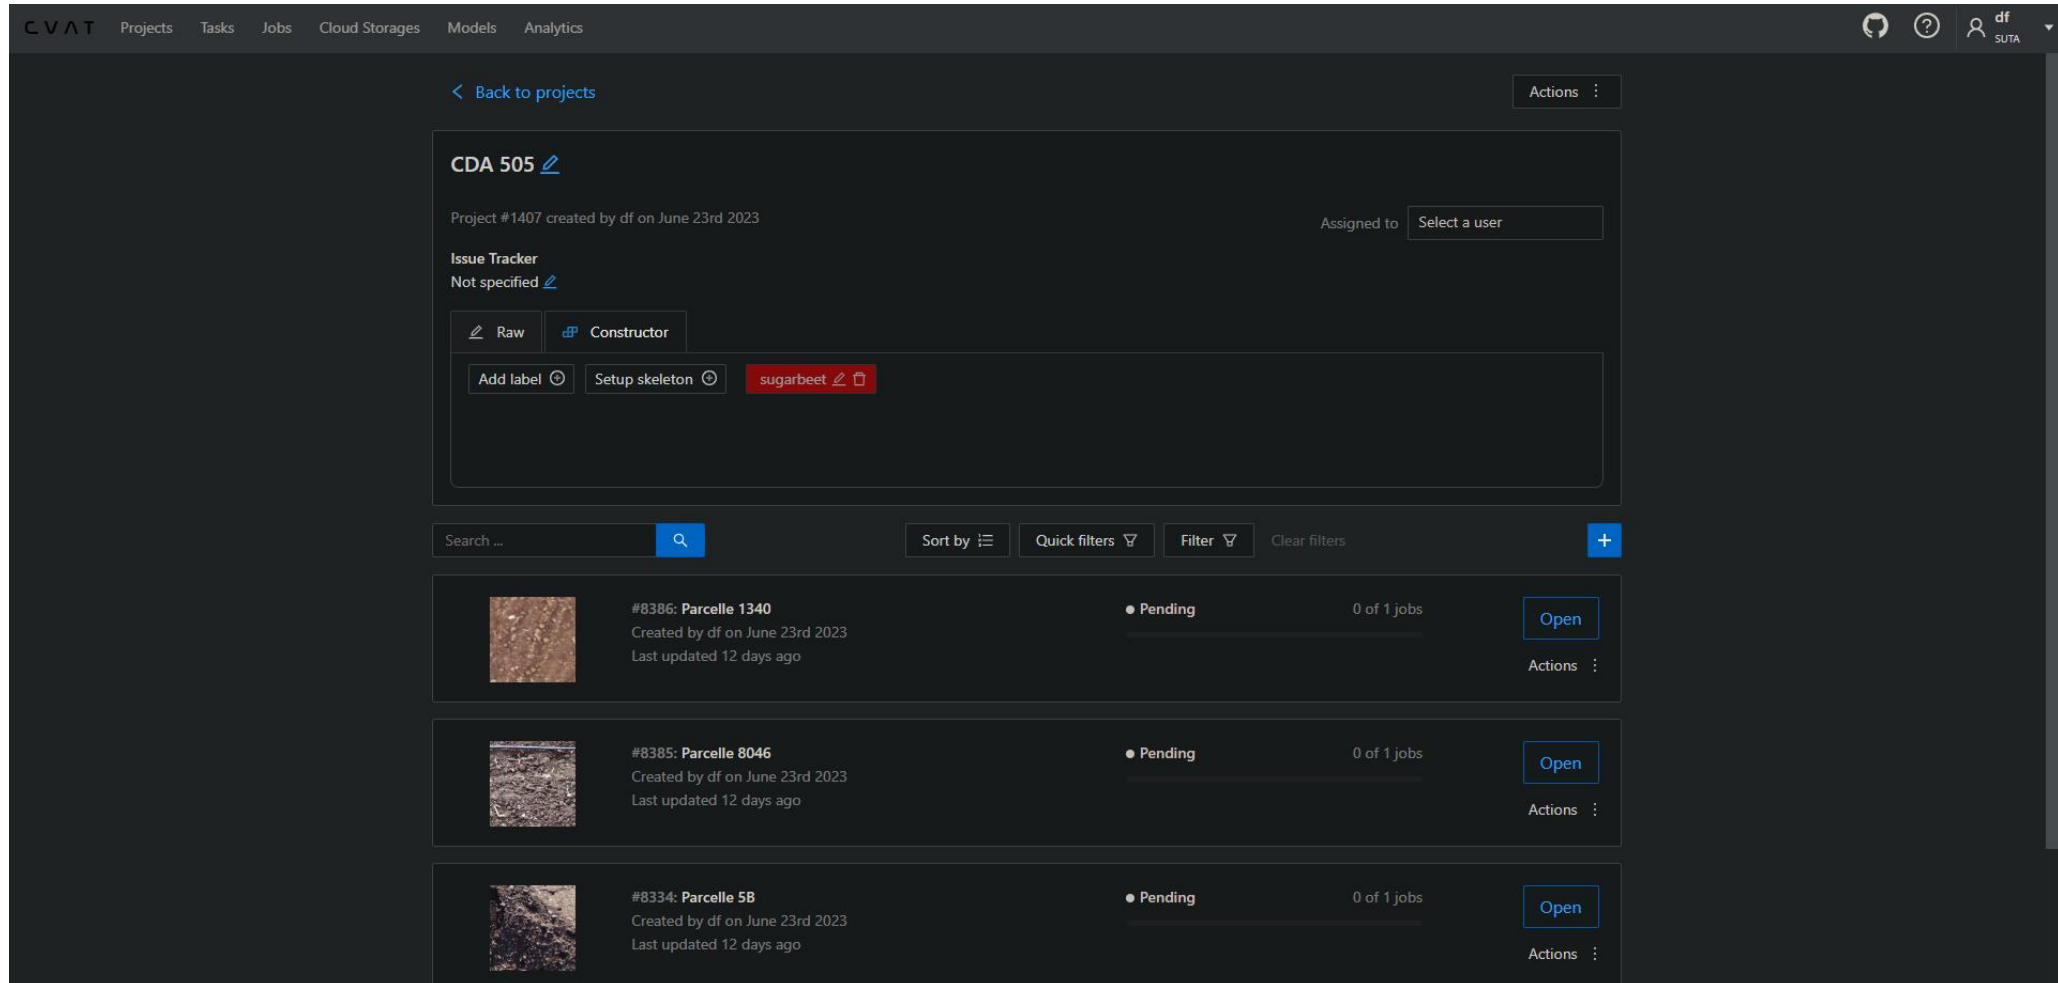 CVAT Projects Tasks Jobs Cloud Storages Models Analytics df
SUTA
Back to projects Actions
CDA 505
Project #1407 created by df on June 23rd 2023 Assigned to Select a user
Issue Tracker
Not specified
Raw Constructor
Add label Setup skeleton sugarbeet
Search ... Sort by Quick filters Filter Clear filters +
#8386: Parcelle 1340 Pending 0 of 1 jobs Open
Created by df on June 23rd 2023
Last updated 12 days ago Actions
#8385: Parcelle 8046 Pending 0 of 1 jobs Open
Created by df on June 23rd 2023
Last updated 12 days ago Actions
#8334: Parcelle 5B Pending 0 of 1 jobs Open
Created by df on June 23rd 2023
Last updated 12 days ago Actions